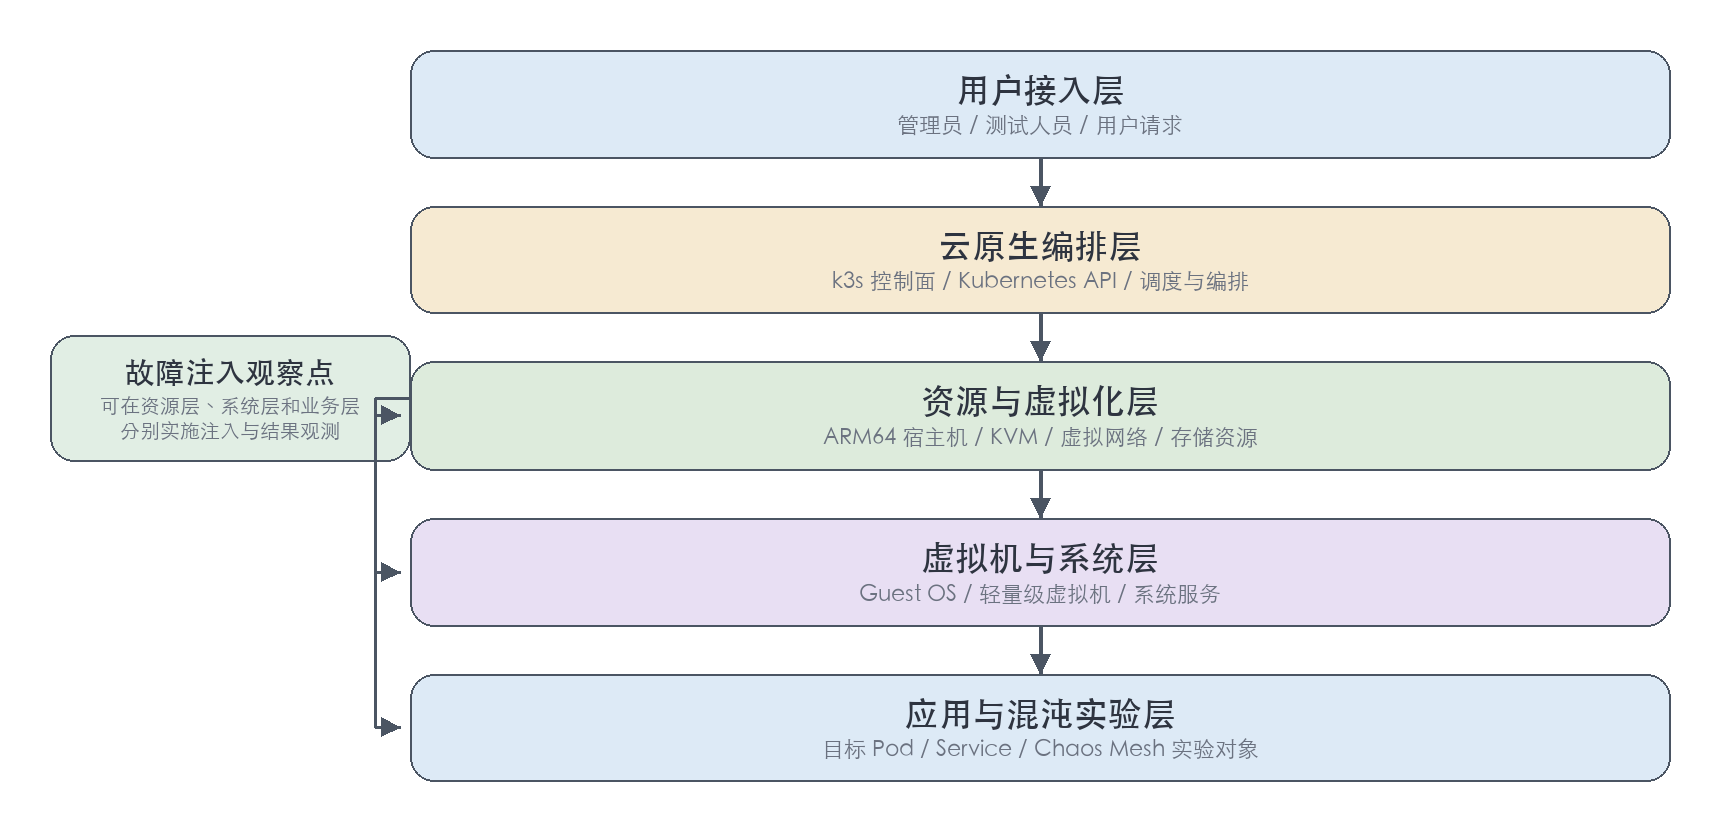 用户接入层
管理员 / 测试人员 / 用户请求
云原生编排层
k3s 控制面 / Kubernetes API / 调度与编排
故障注入观察点
可在资源层、系统层和业务层
分别实施注入与结果观测
资源与虚拟化层
ARM64 宿主机 / KVM / 虚拟网络 / 存储资源
虚拟机与系统层
Guest OS / 轻量级虚拟机 / 系统服务
应用与混沌实验层
目标 Pod / Service / Chaos Mesh 实验对象